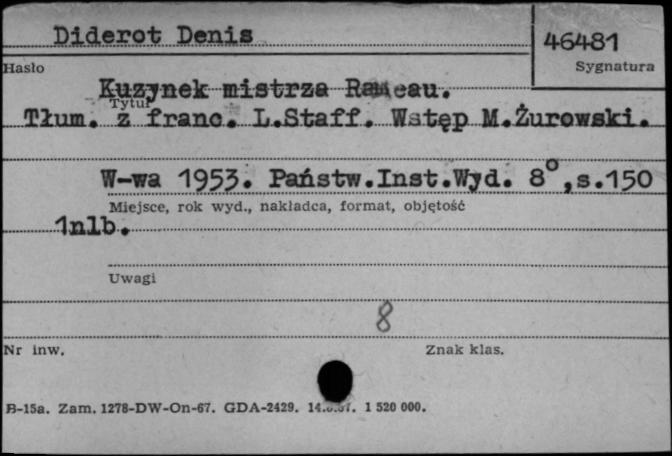 Diderot Denis
46481
Hasło
Sygnatura
Kuzynek mistrza Rameau.
Tytuł
Tłum. z franc. L.Staff. Wstęp M.Żurowski.
W-wa 1953. Państw.Inst.Wyd. 8°,s.150
Miejsce, rok wyd., nakładca, format, objętość
1nlb.
Uwagi
8
Nr inw.
Znak klas.
B-15a. Zam. 1278-DW-On-67. GDA-2429. 1 520 000.